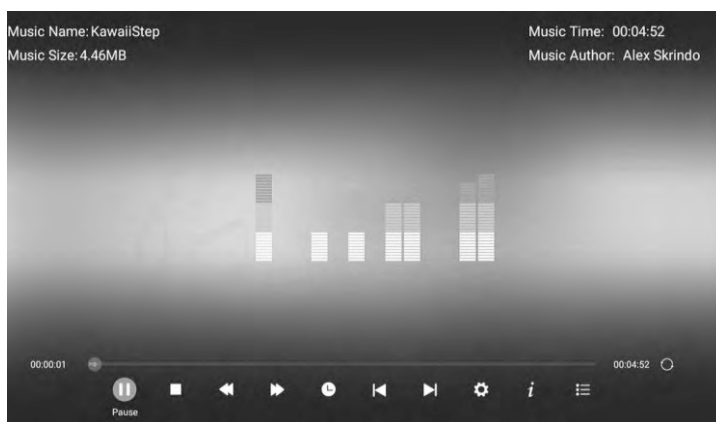 Music Name: KawaiiStep
Music Time: 00:04:52
Music Size: 4.46MB
Music Author: Alex Skrindo
00:00:01
00:04:52
Pause